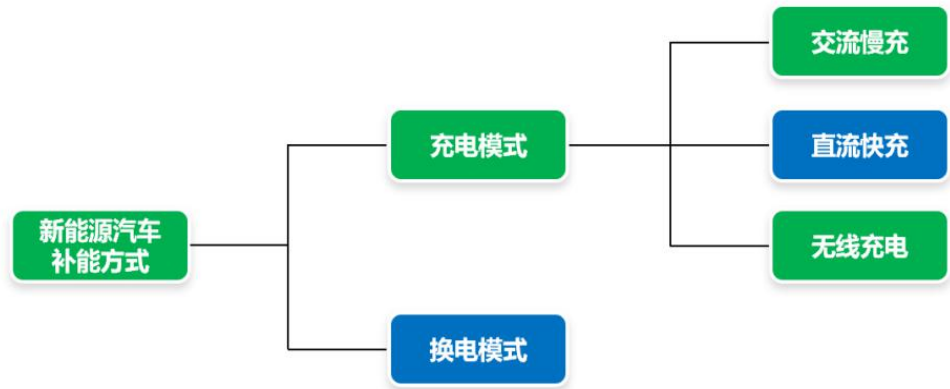 交流慢充
充电模式
直流快充
新能源汽车
补能方式
无线充电
换电模式